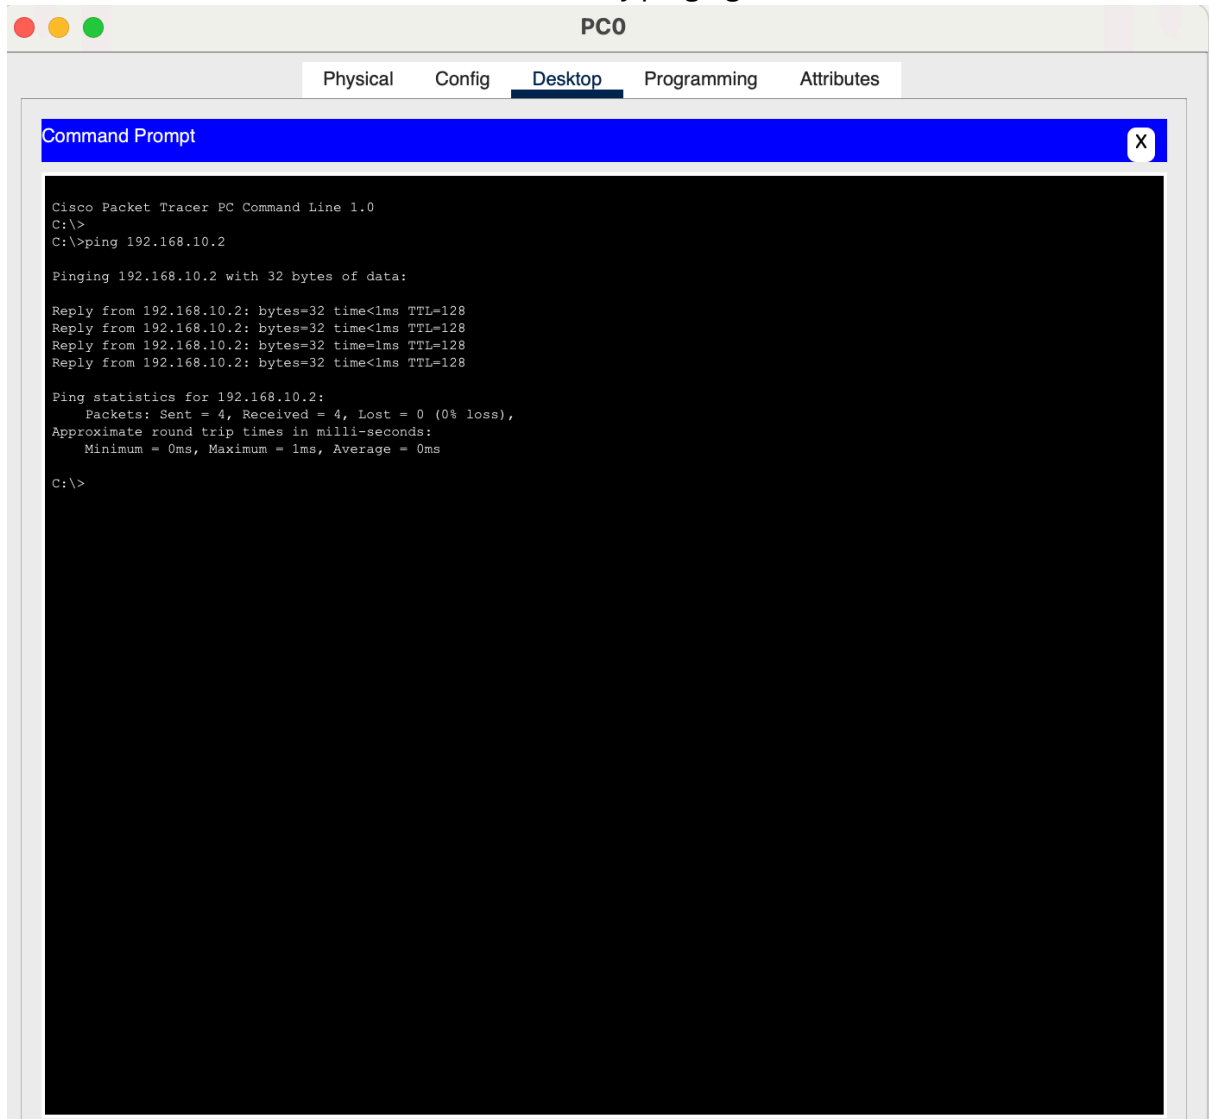 PC0
Physical Config Desktop Programming Attributes
Command Prompt
X
Cisco Packet Tracer PC Command Line 1.0
C:\>
C:\>ping 192.168.10.2
Pinging 192.168.10.2 with 32 bytes of data:
Reply from 192.168.10.2: bytes=32 time<1ms TTL=128
Reply from 192.168.10.2: bytes=32 time<1ms TTL=128
Reply from 192.168.10.2: bytes=32 time=1ms TTL=128
Reply from 192.168.10.2: bytes=32 time<1ms TTL=128
Ping statistics for 192.168.10.2:
Packets: Sent = 4, Received = 4, Lost = 0 (0% loss),
Approximate round trip times in milli-seconds:
Minimum = 0ms, Maximum = 1ms, Average = 0ms
C:\>